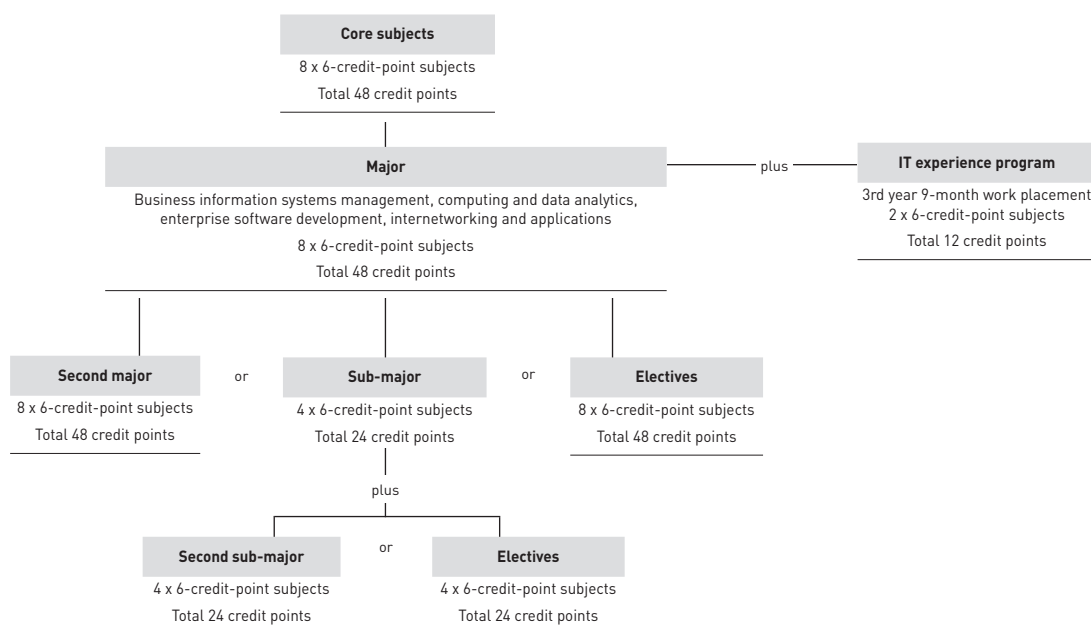 Core subjects
8 x 6-credit-point subjects
Total 48 credit points
Major
Business information systems management, computing and data analytics,
enterprise software development, internetworking and applications
8 x 6-credit-point subjects
Total 48 credit points
plus
IT experience program
3rd year 9-month work placement
2 x 6-credit-point subjects
Total 12 credit points
Second major
8 x 6-credit-point subjects
Total 48 credit points
or
Sub-major
4 x 6-credit-point subjects
Total 24 credit points
or
Electives
8 x 6-credit-point subjects
Total 48 credit points
plus
Second sub-major
4 x 6-credit-point subjects
Total 24 credit points
or
Electives
4 x 6-credit-point subjects
Total 24 credit points